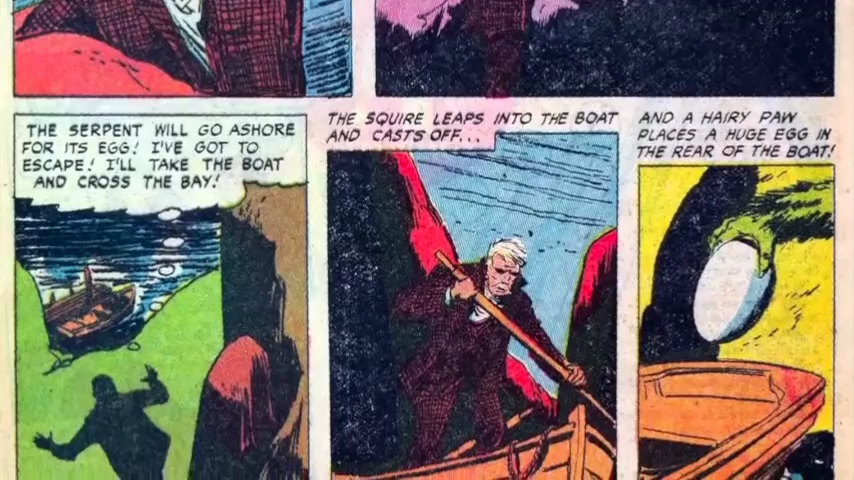 THE SERPENT WILL GO ASHORE
FOR ITS EGG! I'VE GOT TO
ESCAPE! I'LL TAKE THE BOAT
AND CROSS THE BAY!
THE SQUIRE LEAPS INTO THE BOAT
AND CASTS OFF...
AND A HAIRY PAW
PLACES A HUGE EGG IN
THE REAR OF THE BOAT!